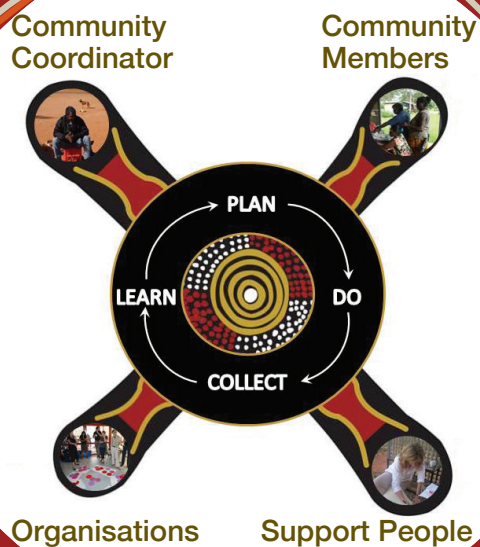 Community
Coordinator
Community
Members
PLAN
LEARN
DO
COLLECT
Organisations
Support People